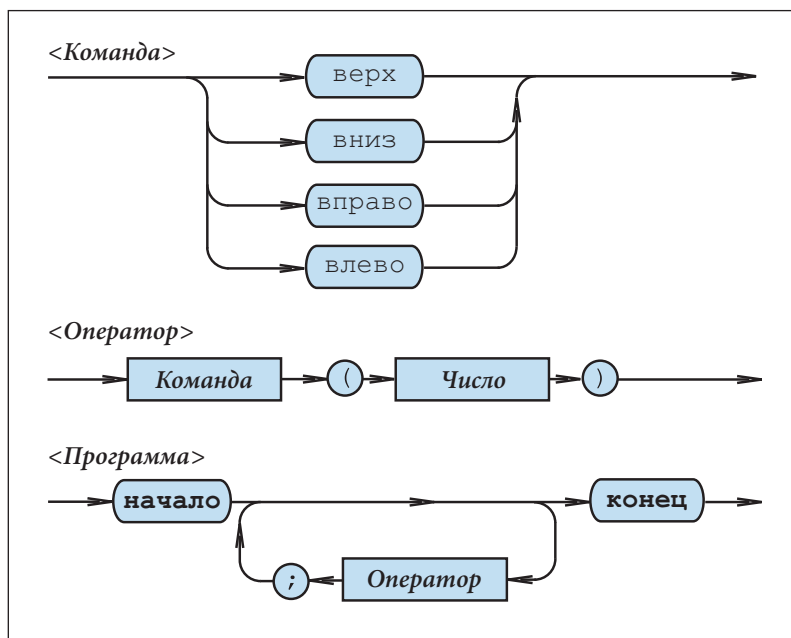 <Команда>
верх
вниз
вправо
влево
<Оператор>
Команда ( Число )
<Программа>
начало конец
; Оператор